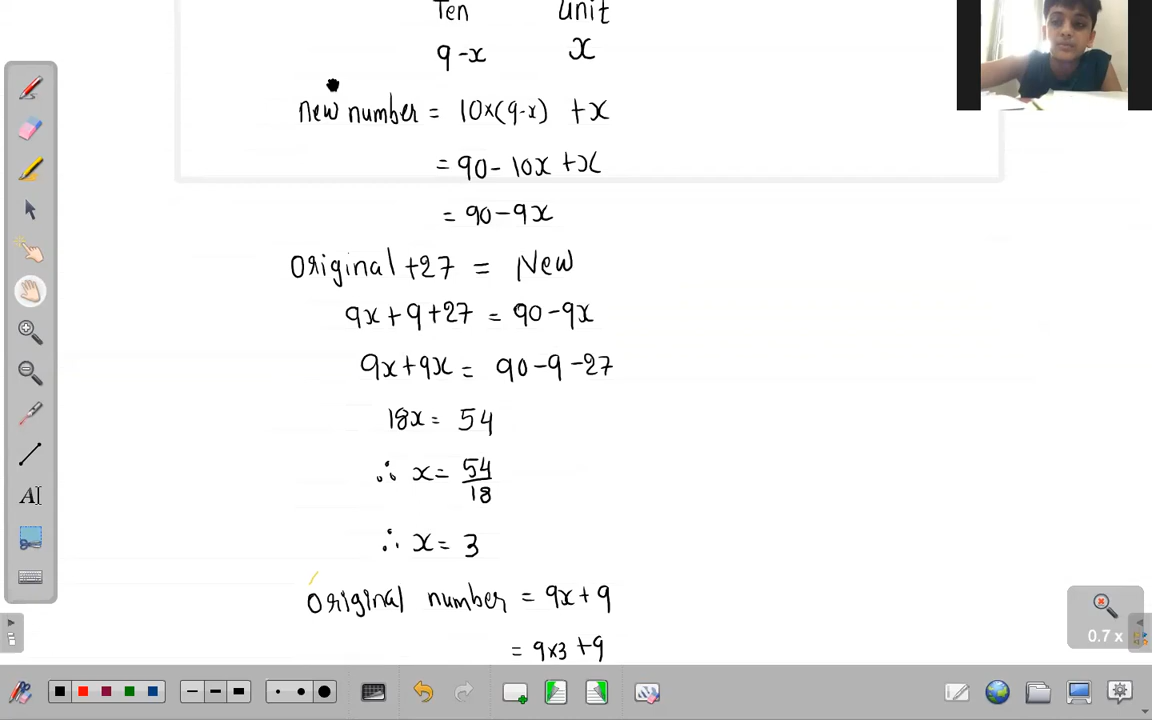 Ten Unit
9-x x
new number = 10×(9-x) +x
= 90-10x +x
= 90-9x
Original +27 = New
9x+9+27 = 90-9x
9x+9x = 90-9-27
18x= 54
∴ x= 54/18
∴ x= 3
Original number = 9x+9
= 9×3 +9
0.7 x